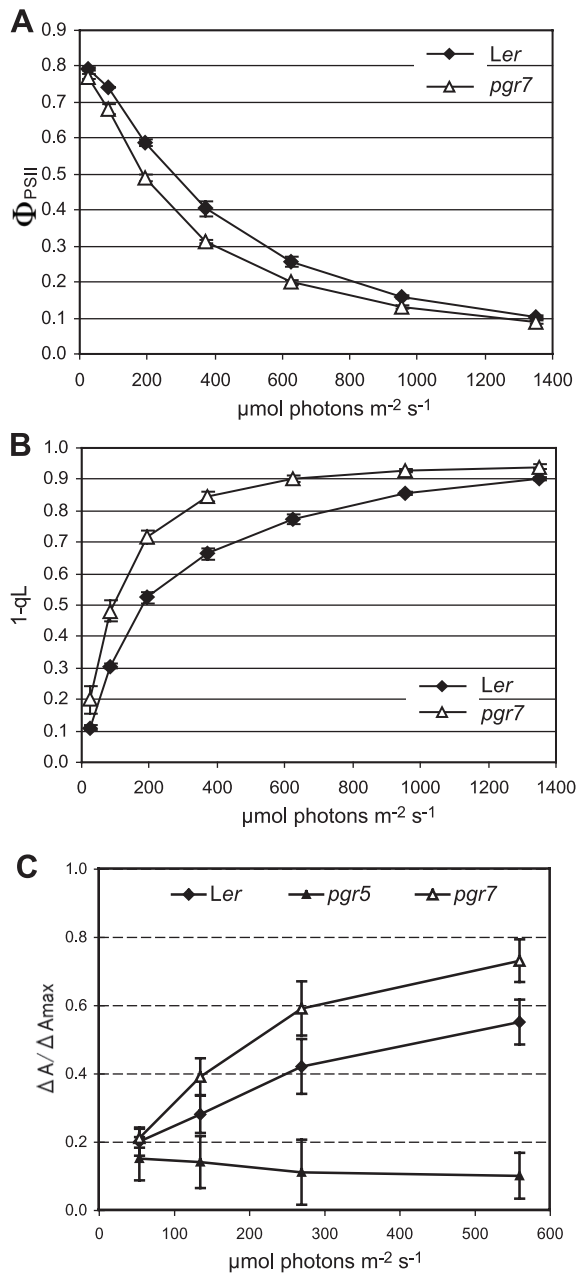 A
0.9
0.8
0.7
0.6
0.5
0.4
0.3
0.2
0.1
0.0
ΦPSII
Ler
pgr7
0 200 400 600 800 1000 1200 1400
µmol photons m-2 s-1
B
1.0
0.9
0.8
0.7
0.6
0.5
0.4
0.3
0.2
0.1
0.0
1-qL
Ler
pgr7
0 200 400 600 800 1000 1200 1400
µmol photons m-2 s-1
C
1.0
0.8
0.6
0.4
0.2
0.0
ΔA/ΔAmax
Ler pgr5 pgr7
0 100 200 300 400 500 600
µmol photons m-2 s-1